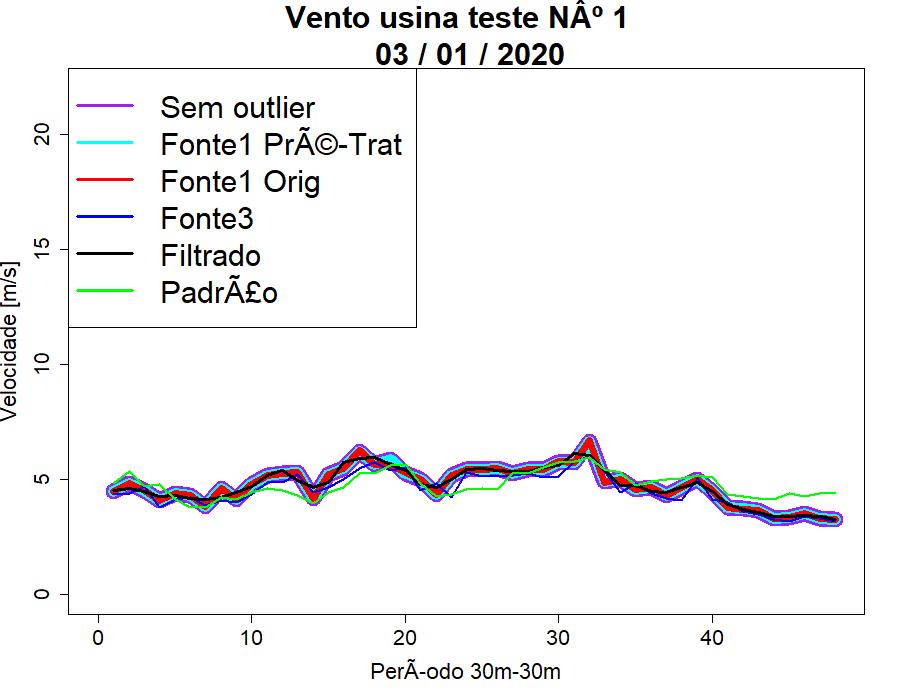 Vento usina teste NÂº 1
03 / 01 / 2020
Sem outlier
Fonte1 PrÃ©-Trat
Fonte1 Orig
Fonte3
Filtrado
PadrÃ£o
Velocidade [m/s]
20
15
10
5
0
0 10 20 30 40
PerÃ-odo 30m-30m